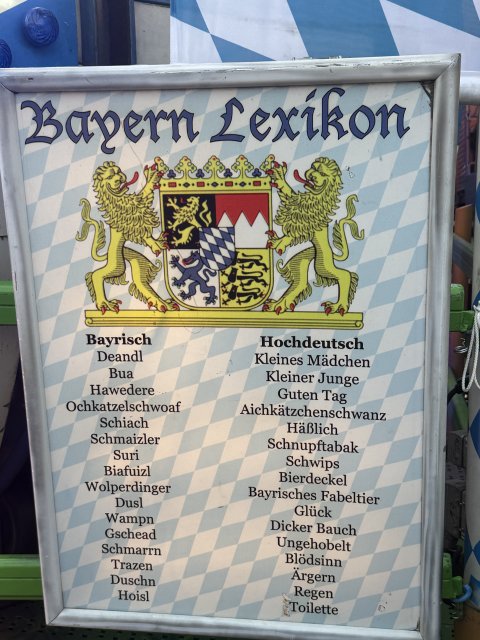 Bayern Lexikon
Bayrisch Hochdeutsch
Deandl Kleines Mädchen
Bua Kleiner Junge
Hawedere Guten Tag
Ochkatzelschwoaf Aichkätzchenschwanz
Schiach Häßlich
Schmaizler Schnupftabak
Suri Schwips
Biafuizl Bierdeckel
Wolperdinger Bayrisches Fabeltier
Dusl Glück
Wampn Dicker Bauch
Gschead Ungehobelt
Schmarrn Blödsinn
Trazen Ärgern
Duschn Regen
Hoisl Toilette